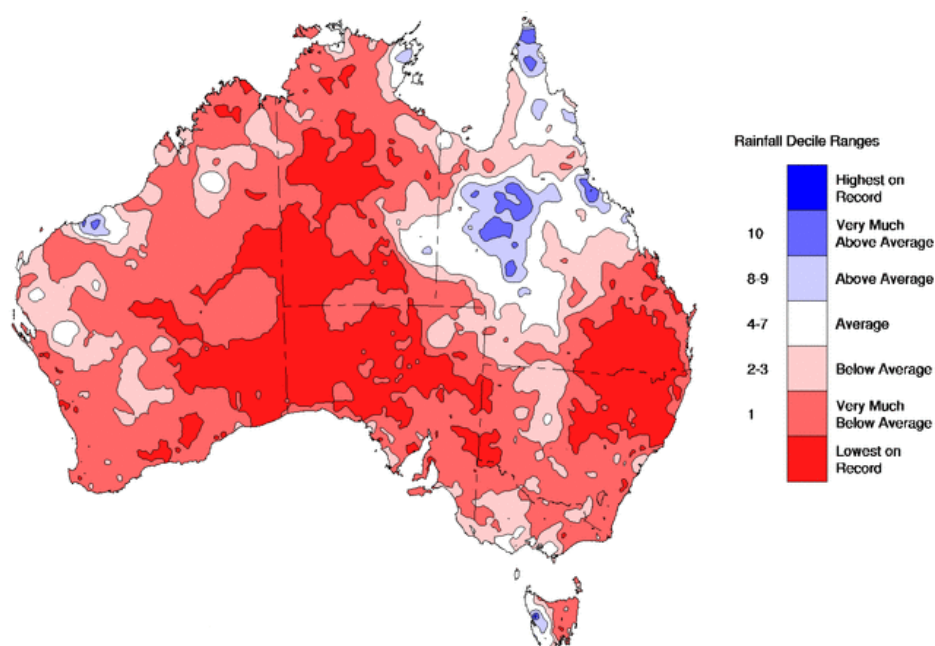 Rainfall Decile Ranges
Highest on
Record
10
Very Much
Above Average
8-9
Above Average
4-7
Average
2-3
Below Average
1
Very Much
Below Average
Lowest on
Record